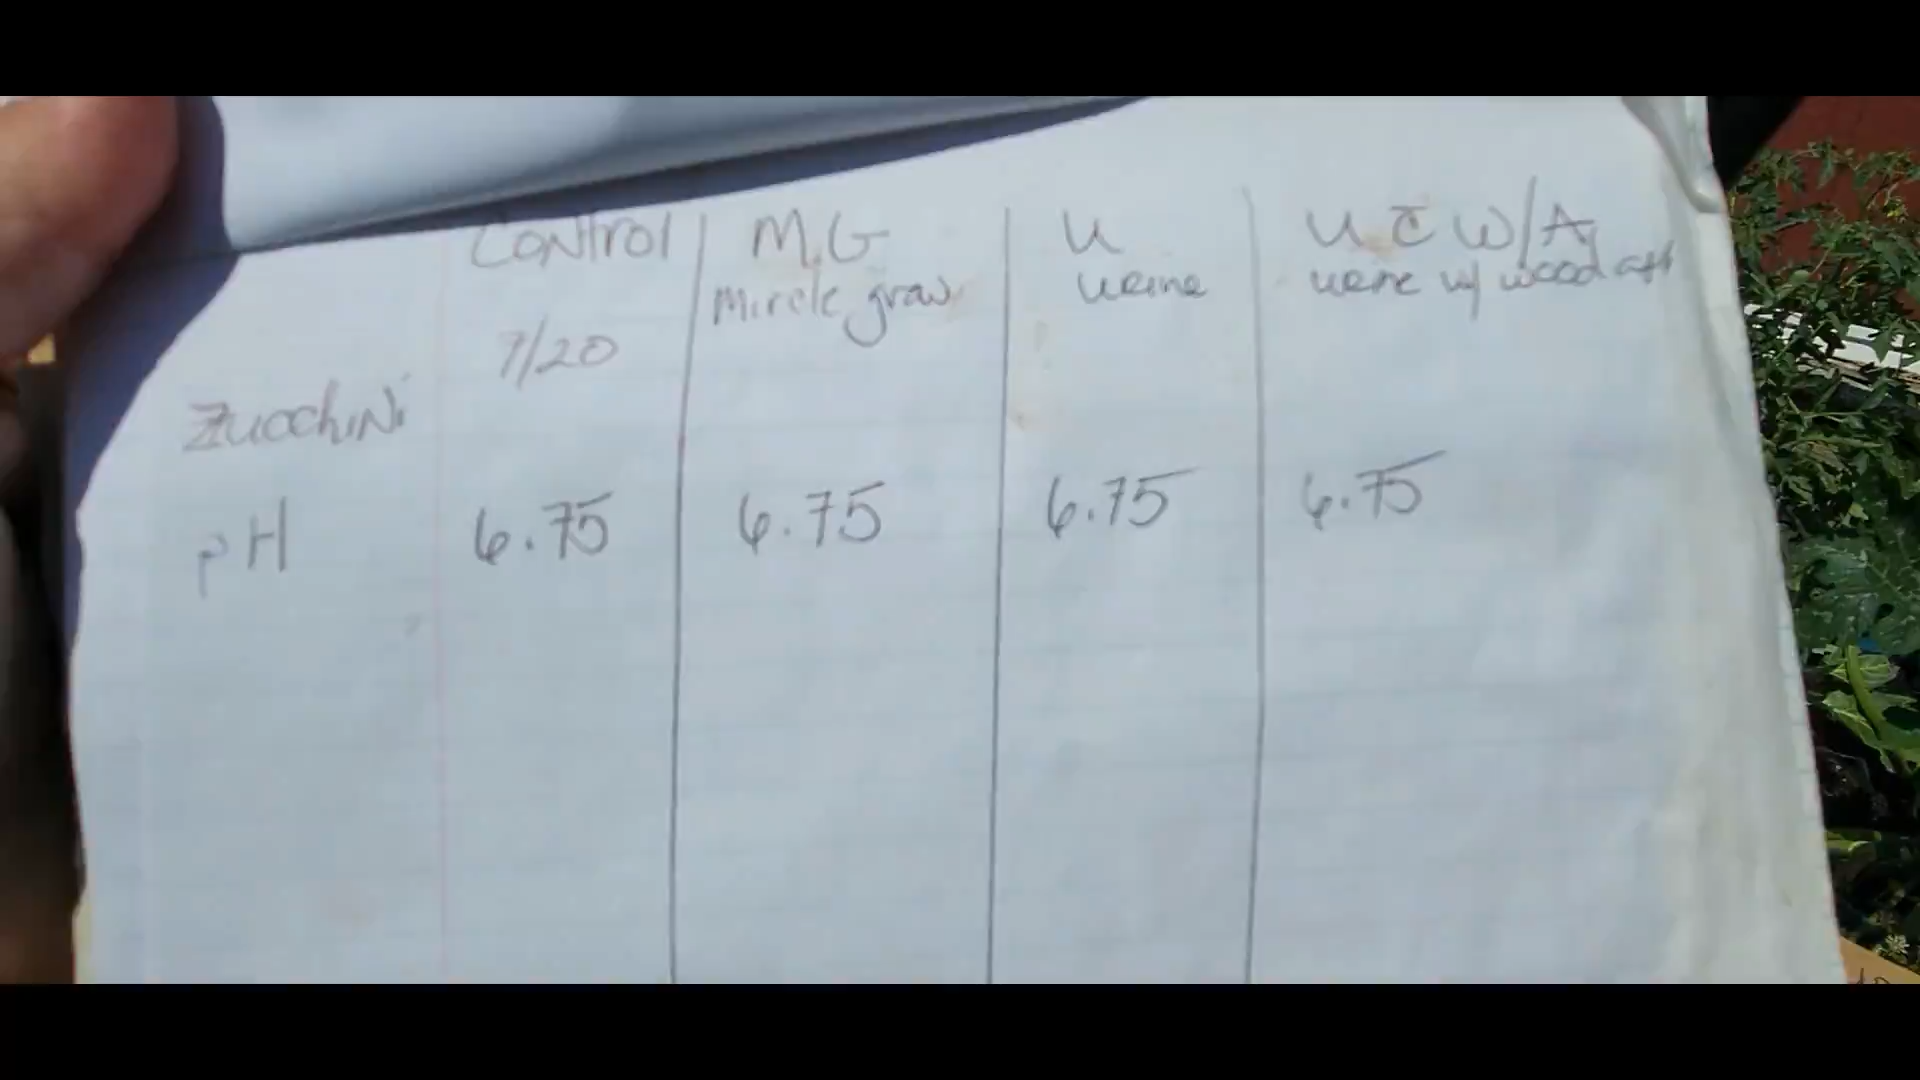 Control M.G U U c̄ W/A
Mircle grow urine urine w/ wood ash
7/20
Zucchini
pH 6.75 6.75 6.75 6.75